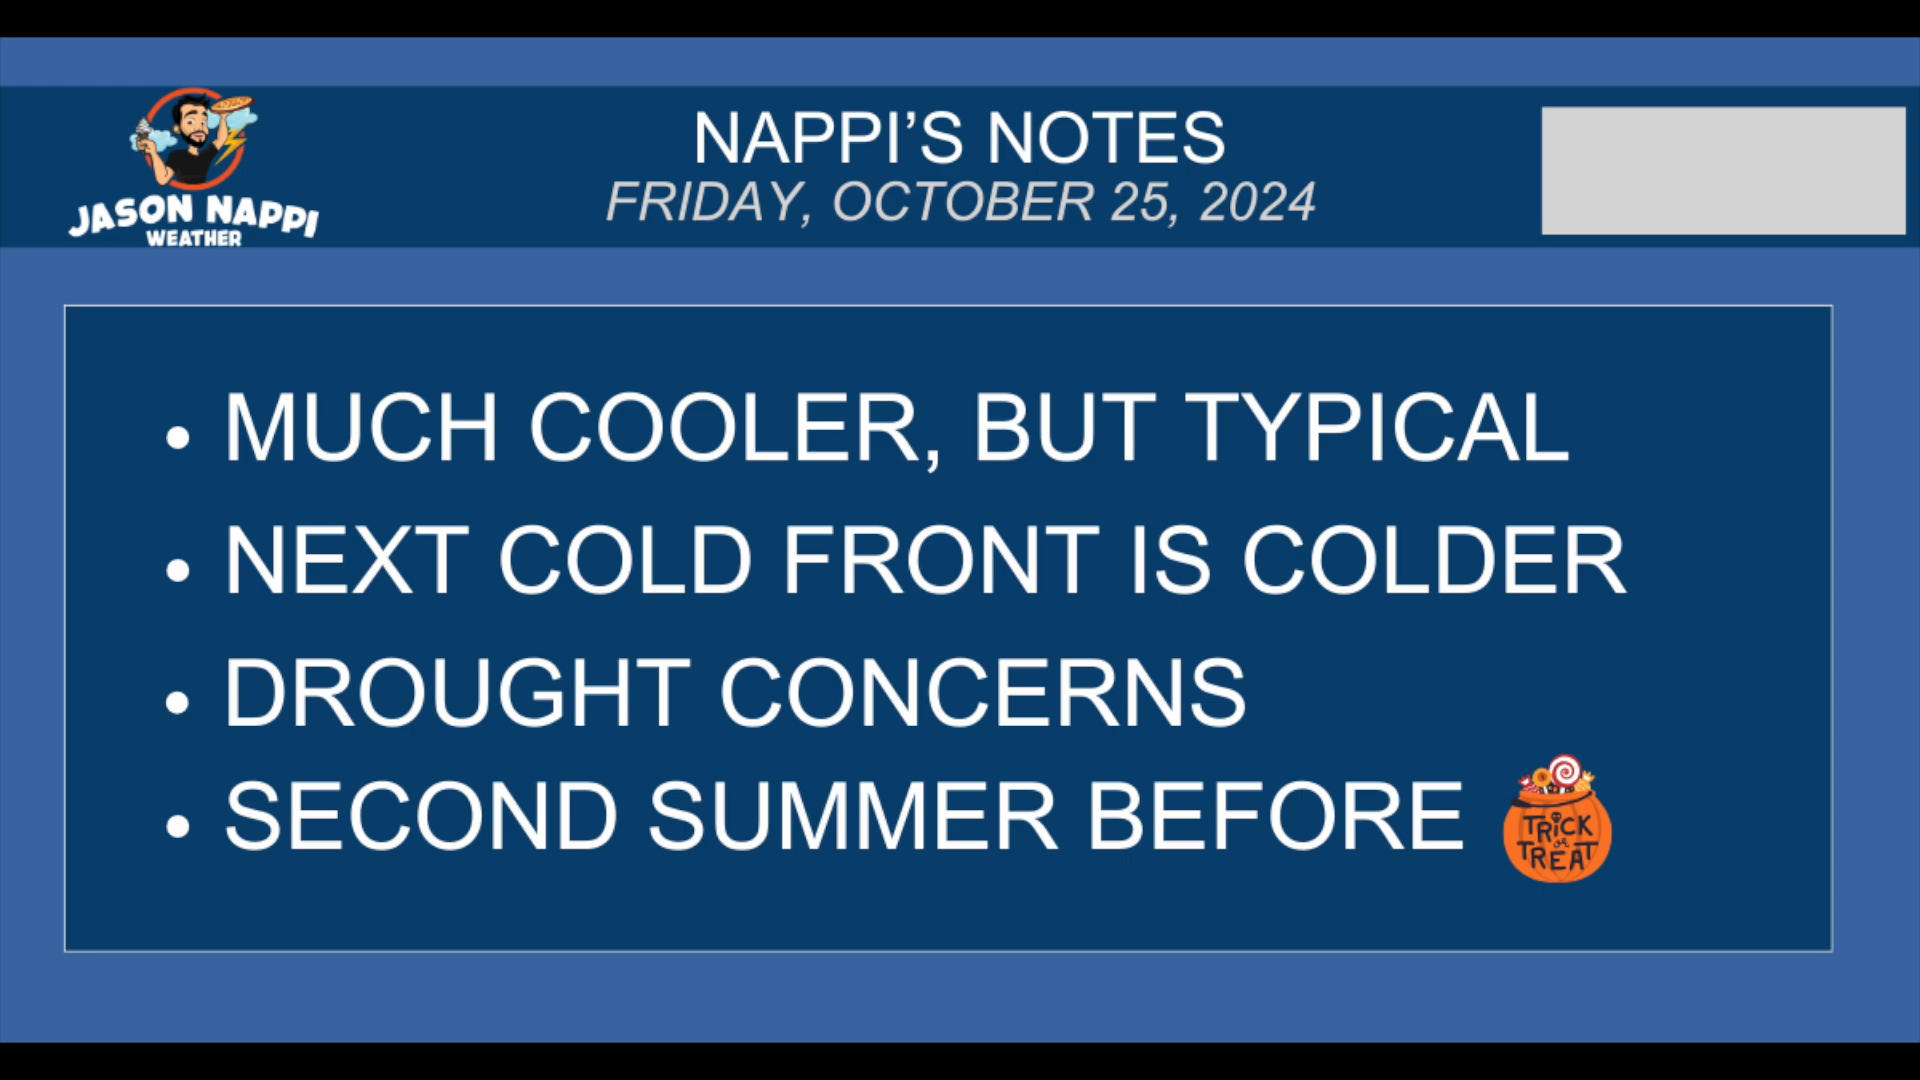 JASON NAPPI
WEATHER
NAPPI’S NOTES
FRIDAY, OCTOBER 25, 2024
• MUCH COOLER, BUT TYPICAL
• NEXT COLD FRONT IS COLDER
• DROUGHT CONCERNS
• SECOND SUMMER BEFORE
TRICK
or
TREAT